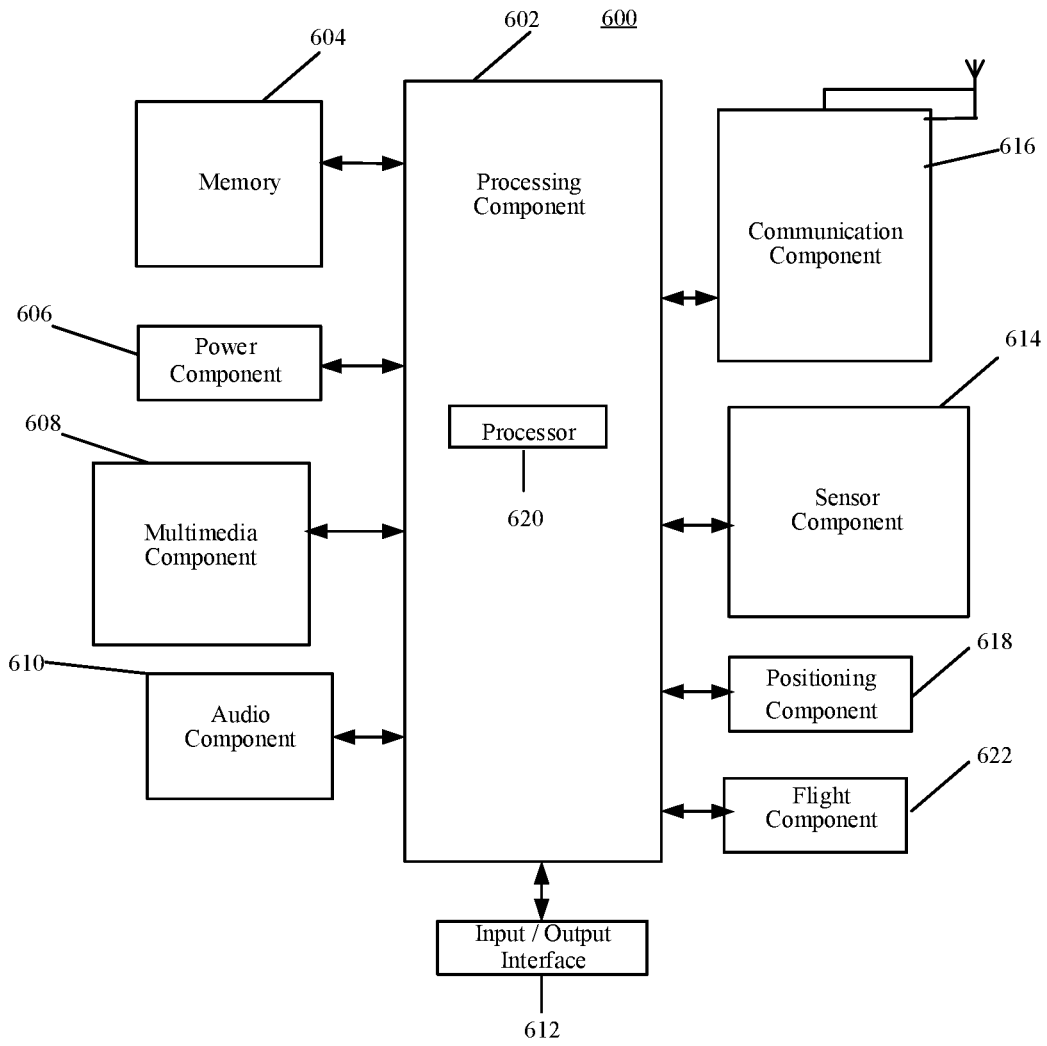 600
602
604
Memory
Processing
Component
616
Communication
Component
606
Power
Component
614
608
Processor
620
Multimedia
Component
Sensor
Component
610
Audio
Component
618
Positioning
Component
622
Flight
Component
Input / Output
Interface
612